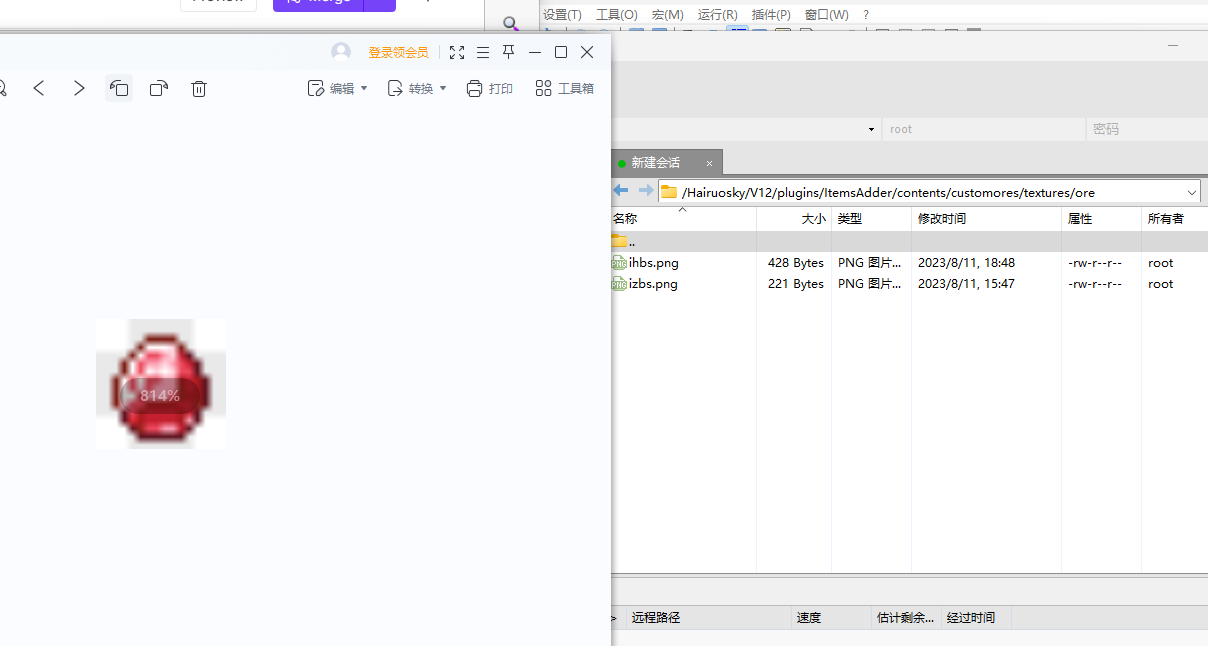 设置(T) 工具(O) 宏(M) 运行(R) 插件(P) 窗口(W) ?
登录领会员
编辑 转换 打印 工具箱
root 密码
新建会话 ×
/Hairuosky/V12/plugins/ItemsAdder/contents/customores/textures/ore
名称 大小 类型 修改时间 属性 所有者
..
ihbs.png 428 Bytes PNG 图片... 2023/8/11, 18:48 -rw-r--r-- root
izbs.png 221 Bytes PNG 图片... 2023/8/11, 15:47 -rw-r--r-- root
814%
> 远程路径 速度 估计剩余... 经过时间